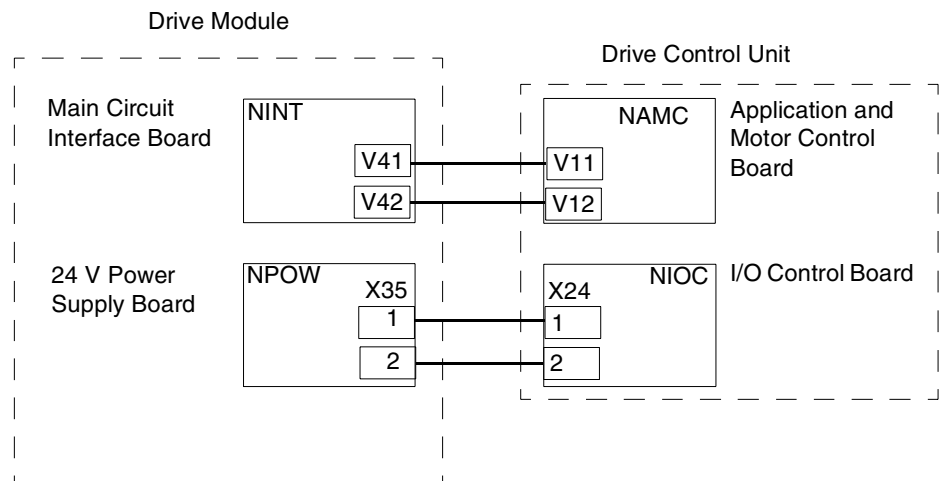 Drive Module
Drive Control Unit
Main Circuit
Interface Board
NINT
V41
V42
NAMC
V11
V12
Application and
Motor Control
Board
24 V Power
Supply Board
NPOW
X35
1
2
NIOC
X24
1
2
I/O Control Board